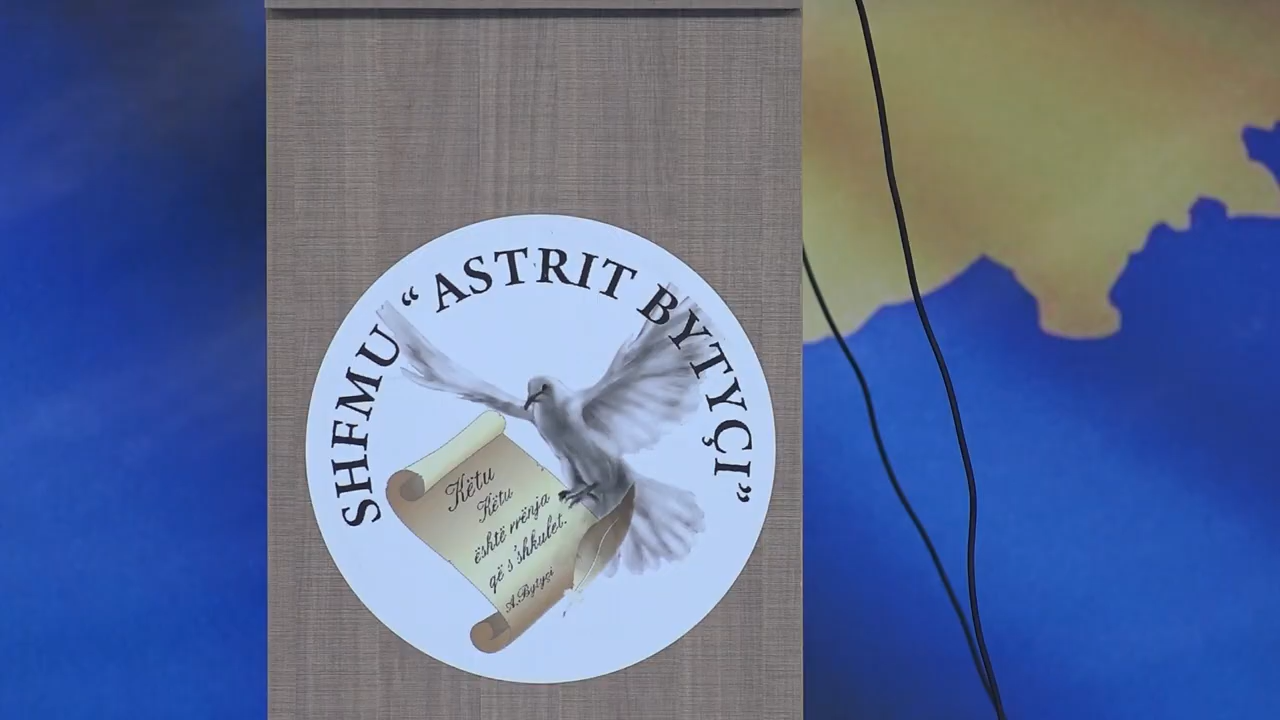 SHFMU “ASTRIT BYTYÇI”
Këtu
Këtu
është rrënja
që s'shkulet.
A.Bytyçi